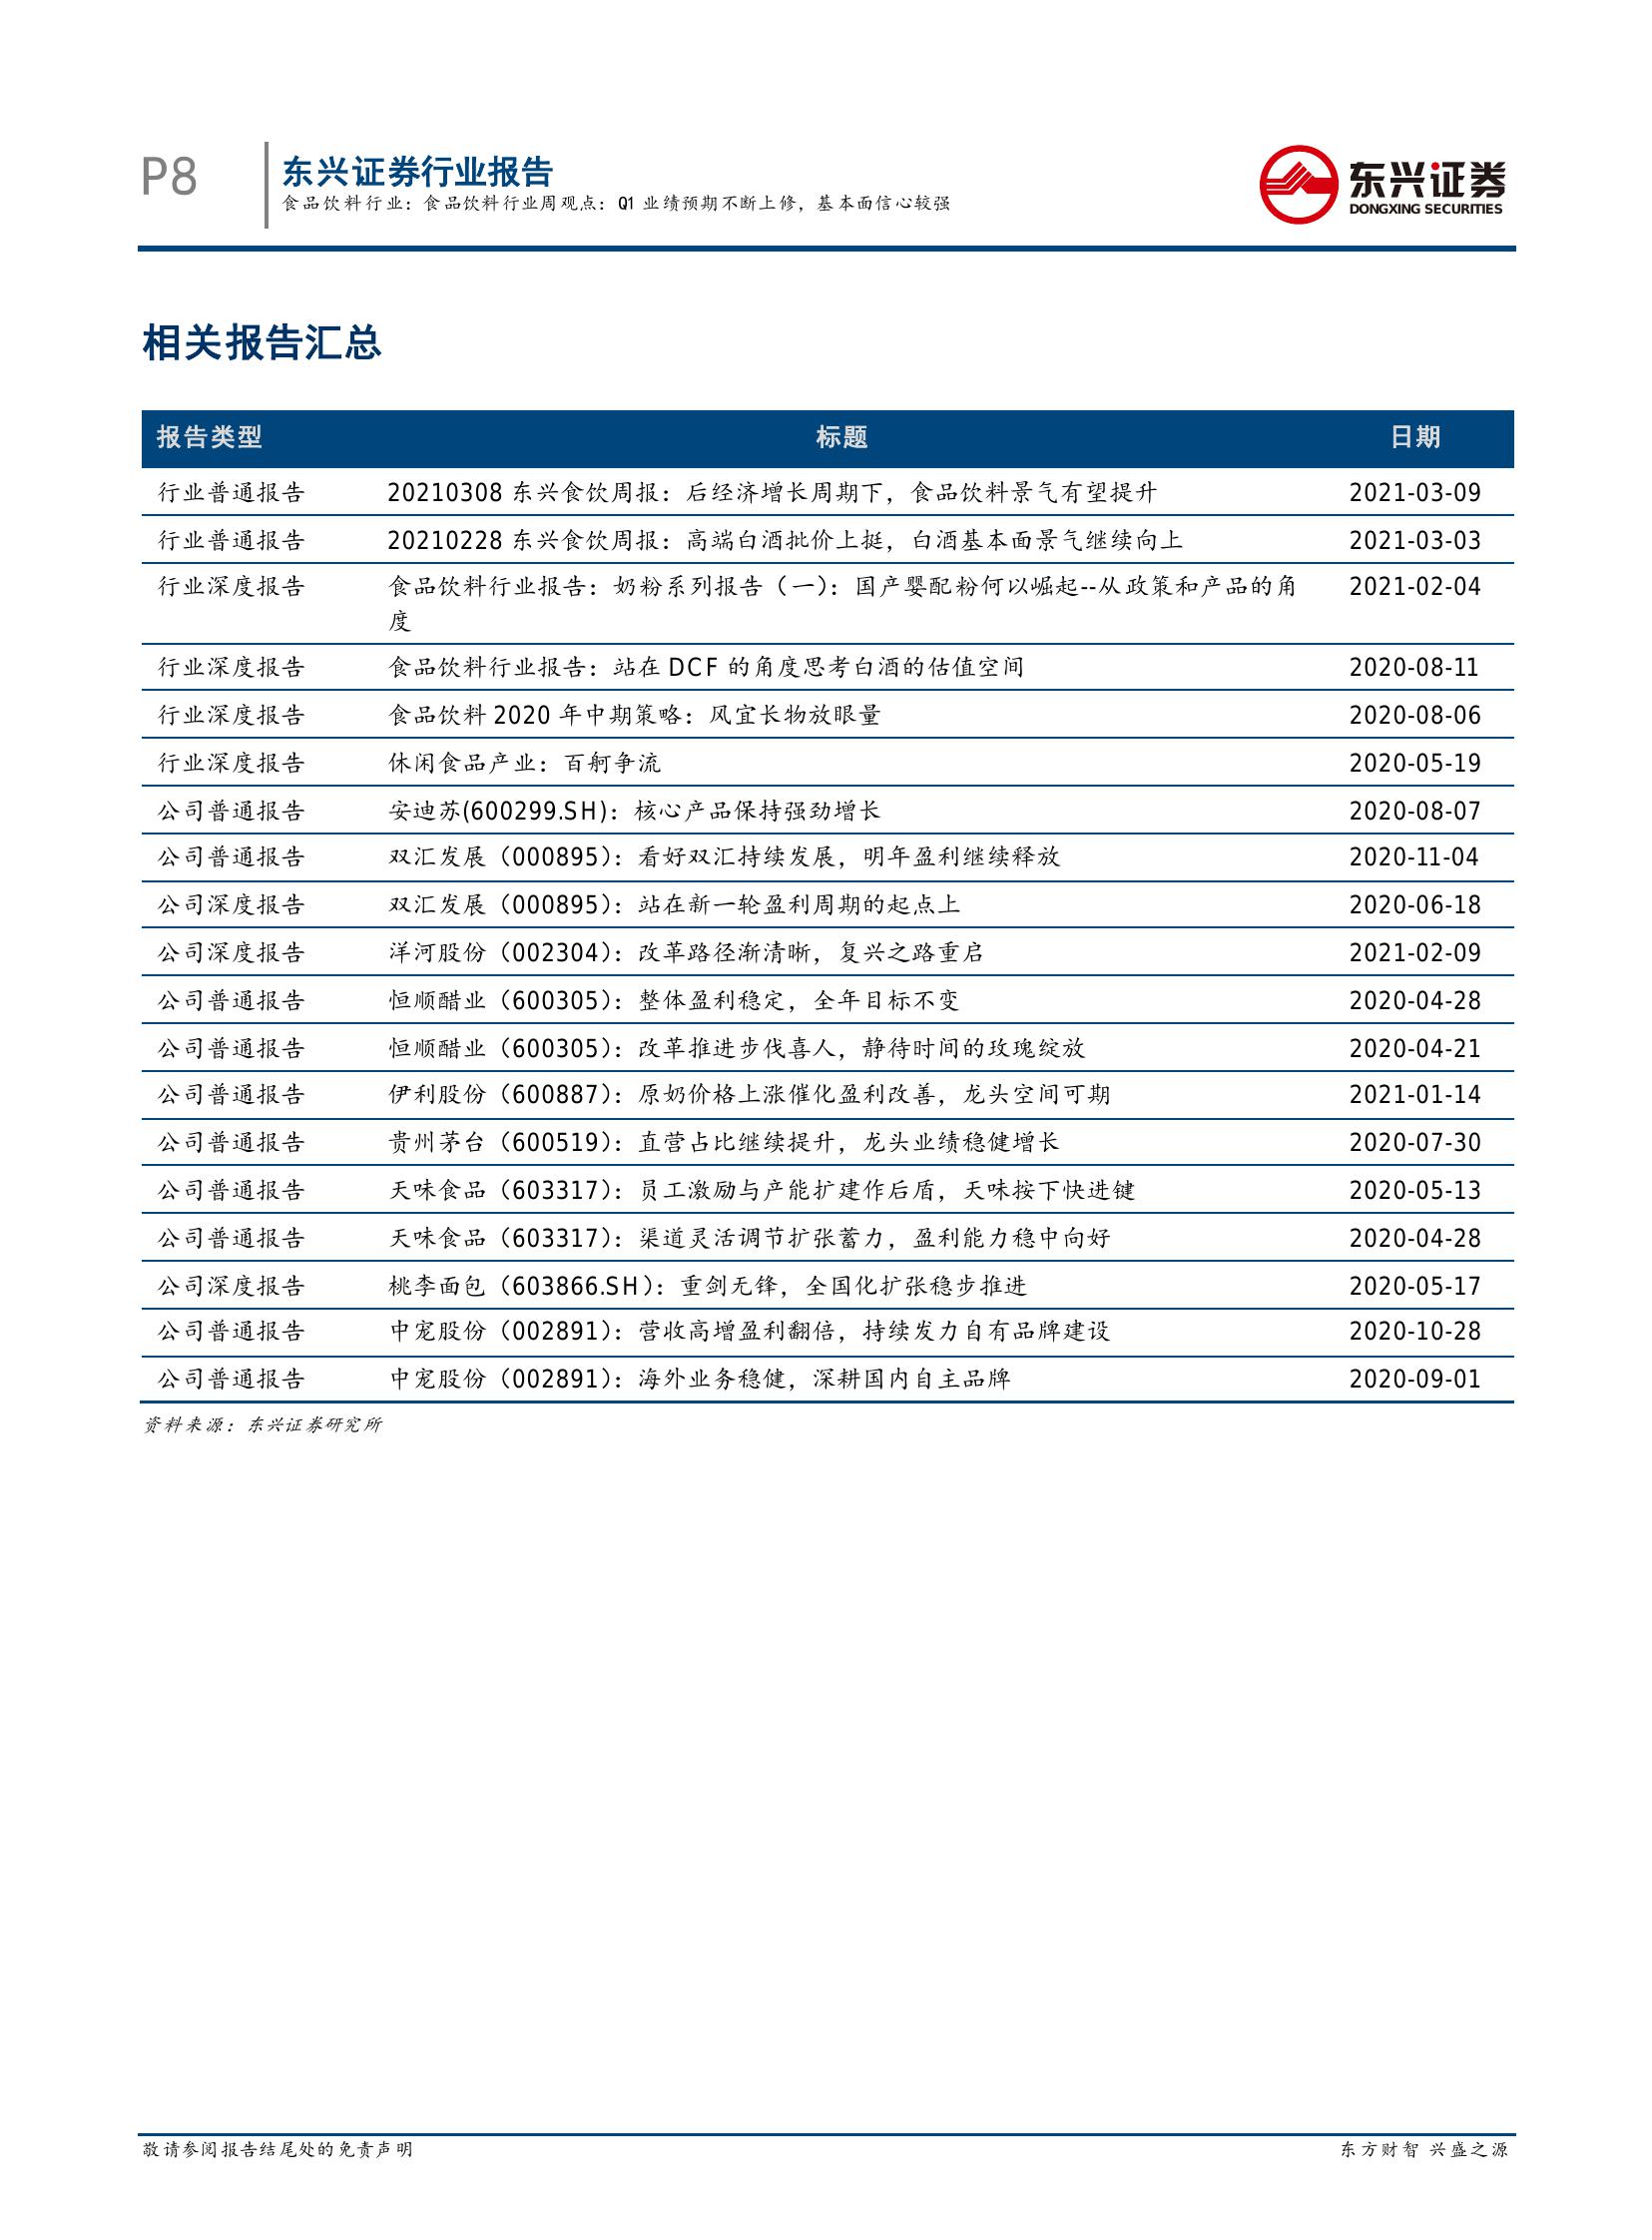 P8
东兴证券行业报告
食品饮料行业：食品饮料行业周观点：Q1 业绩预期不断上修，基本面信心较强
东兴证券
DONGXING SECURITIES
相关报告汇总
报告类型 标题 日期
行业普通报告 20210308 东兴食饮周报：后经济增长周期下，食品饮料景气有望提升 2021-03-09
行业普通报告 20210228 东兴食饮周报：高端白酒批价上挺，白酒基本面景气继续向上 2021-03-03
行业深度报告 食品饮料行业报告：奶粉系列报告（一）：国产婴配粉何以崛起--从政策和产品的角 2021-02-04
度
行业深度报告 食品饮料行业报告：站在 DCF 的角度思考白酒的估值空间 2020-08-11
行业深度报告 食品饮料 2020 年中期策略：风宜长物放眼量 2020-08-06
行业深度报告 休闲食品产业：百舸争流 2020-05-19
公司普通报告 安迪苏(600299.SH)：核心产品保持强劲增长 2020-08-07
公司普通报告 双汇发展（000895）：看好双汇持续发展，明年盈利继续释放 2020-11-04
公司深度报告 双汇发展（000895）：站在新一轮盈利周期的起点上 2020-06-18
公司深度报告 洋河股份（002304）：改革路径渐清晰，复兴之路重启 2021-02-09
公司普通报告 恒顺醋业（600305）：整体盈利稳定，全年目标不变 2020-04-28
公司普通报告 恒顺醋业（600305）：改革推进步伐喜人，静待时间的玫瑰绽放 2020-04-21
公司普通报告 伊利股份（600887）：原奶价格上涨催化盈利改善，龙头空间可期 2021-01-14
公司普通报告 贵州茅台（600519）：直营占比继续提升，龙头业绩稳健增长 2020-07-30
公司普通报告 天味食品（603317）：员工激励与产能扩建作后盾，天味按下快进键 2020-05-13
公司普通报告 天味食品（603317）：渠道灵活调节扩张蓄力，盈利能力稳中向好 2020-04-28
公司深度报告 桃李面包（603866.SH）：重剑无锋，全国化扩张稳步推进 2020-05-17
公司普通报告 中宠股份（002891）：营收高增盈利翻倍，持续发力自有品牌建设 2020-10-28
公司普通报告 中宠股份（002891）：海外业务稳健，深耕国内自主品牌 2020-09-01
资料来源：东兴证券研究所
敬请参阅报告结尾处的免责声明
东方财智 兴盛之源